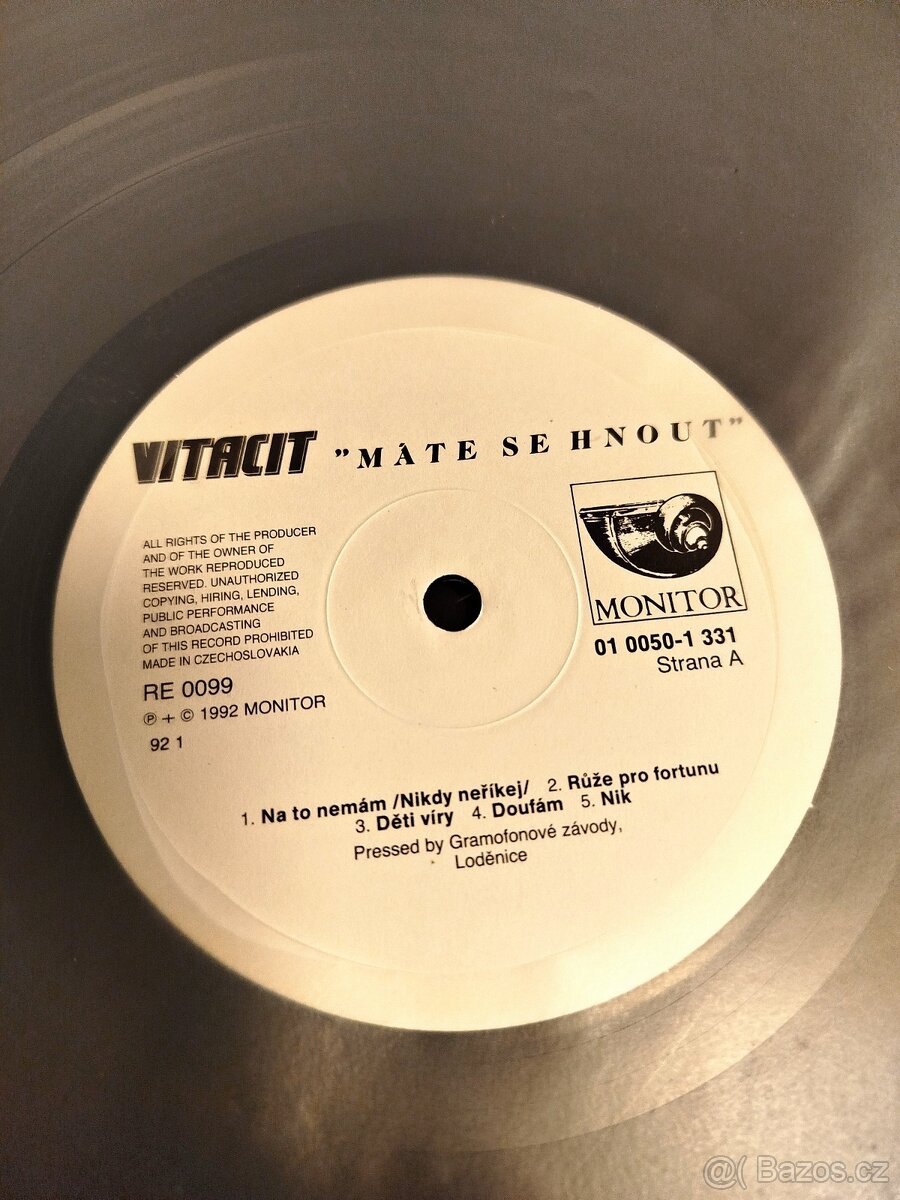 VITACIT "MÁTE SE HNOUT"
ALL RIGHTS OF THE PRODUCER
AND OF THE OWNER OF
THE WORK REPRODUCED
RESERVED. UNAUTHORIZED
COPYING, HIRING, LENDING,
PUBLIC PERFORMANCE
AND BROADCASTING
OF THIS RECORD PROHIBITED
MADE IN CZECHOSLOVAKIA
RE 0099
℗ + © 1992 MONITOR
92 1
MONITOR
01 0050-1 331
Strana A
1. Na to nemám /Nikdy neříkej/ 2. Růže pro fortunu
3. Děti víry 4. Doufám 5. Nik
Pressed by Gramofonové závody,
Loděnice
@( Bazos.cz